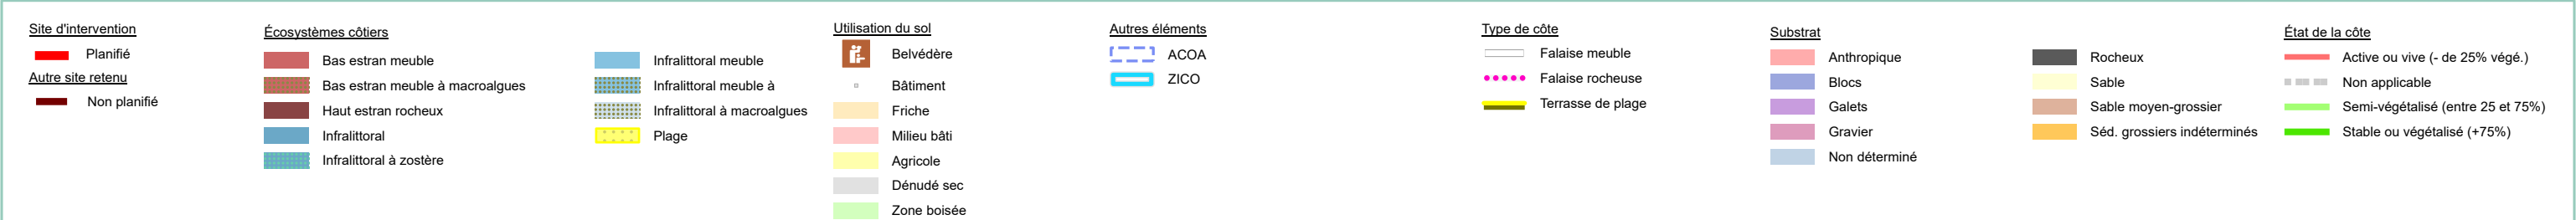 Site d'intervention
Planifié
Autre site retenu
Non planifié
Écosystèmes côtiers
Bas estran meuble
Bas estran meuble à macroalgues
Haut estran rocheux
Infralittoral
Infralittoral à zostère
Infralittoral meuble
Infralittoral meuble à
Infralittoral à macroalgues
Plage
Utilisation du sol
Belvédère
Bâtiment
Friche
Milieu bâti
Agricole
Dénudé sec
Zone boisée
Autres éléments
ACOA
ZICO
Type de côte
Falaise meuble
Falaise rocheuse
Terrasse de plage
Substrat
Anthropique
Blocs
Galets
Gravier
Non déterminé
Rocheux
Sable
Sable moyen-grossier
Séd. grossiers indéterminés
État de la côte
Active ou vive (- de 25% végé.)
Non applicable
Semi-végétalisé (entre 25 et 75%)
Stable ou végétalisé (+75%)